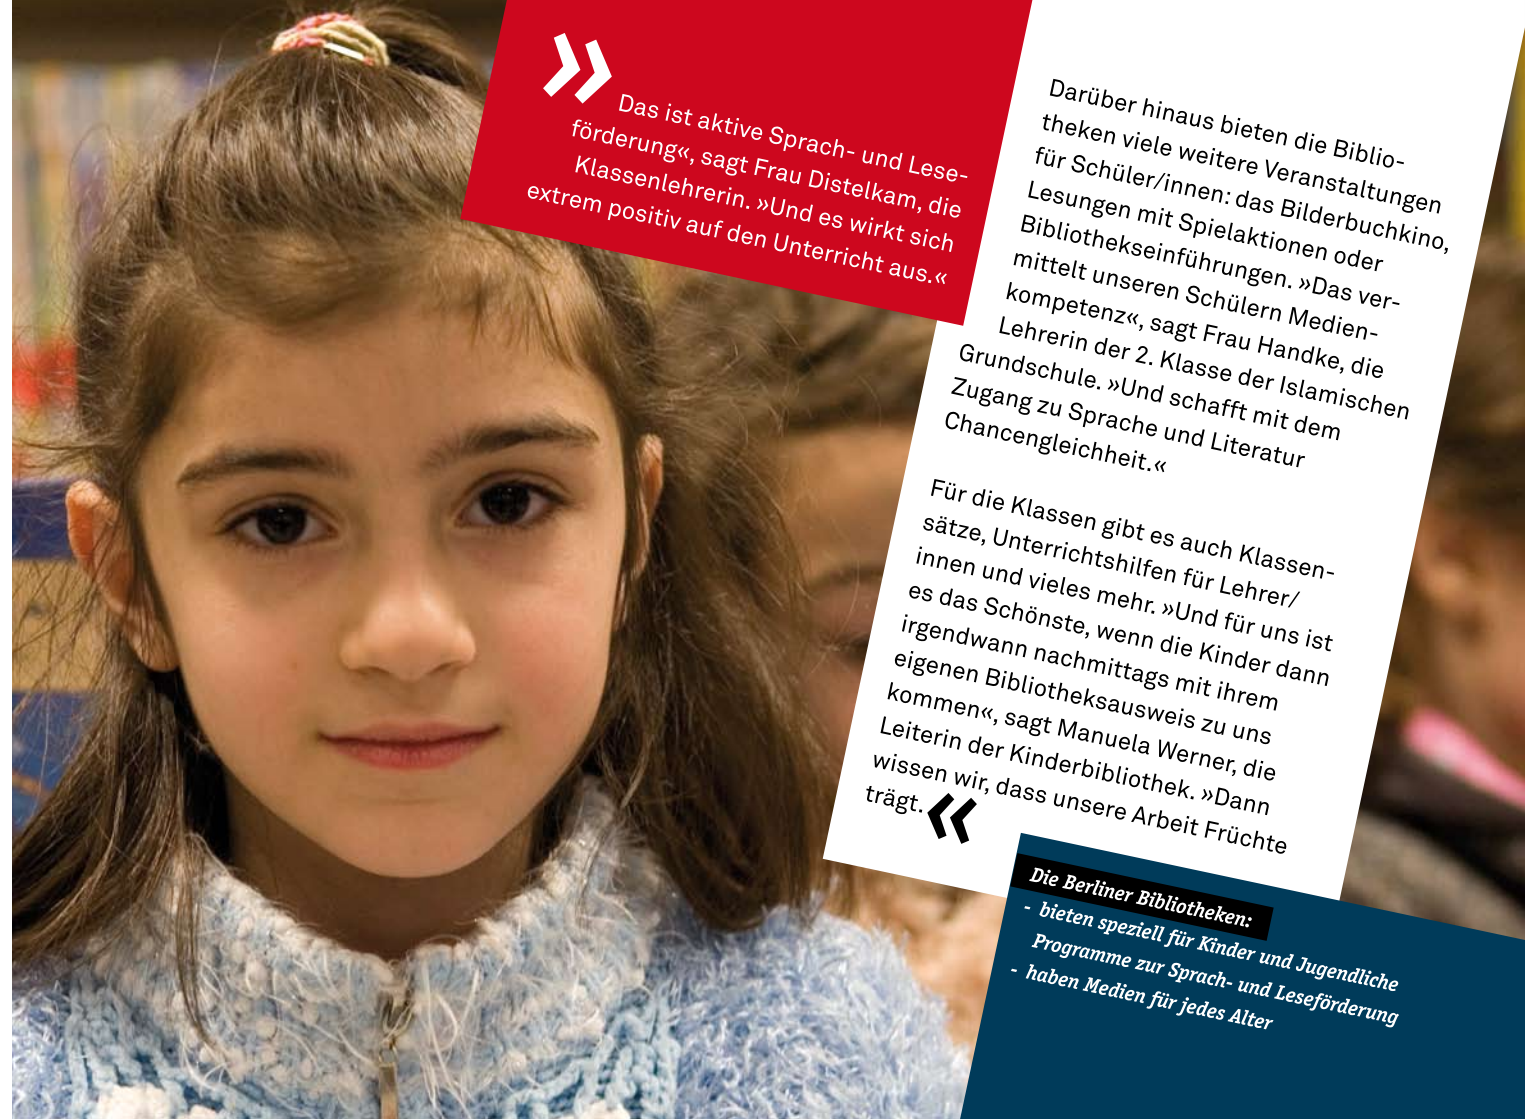 »
Das ist aktive Sprach- und Lese-
förderung«, sagt Frau Distelkam, die
Klassenlehrerin. »Und es wirkt sich
extrem positiv auf den Unterricht aus.«
Darüber hinaus bieten die Biblio-
theken viele weitere Veranstaltungen
für Schüler/innen: das Bilderbuchkino,
Lesungen mit Spielaktionen oder
Bibliothekseinführungen. »Das ver-
mittelt unseren Schülern Medien-
kompetenz«, sagt Frau Handke, die
Lehrerin der 2. Klasse der Islamischen
Grundschule. »Und schafft mit dem
Zugang zu Sprache und Literatur
Chancengleichheit.«
Für die Klassen gibt es auch Klassen-
sätze, Unterrichtshilfen für Lehrer/
innen und vieles mehr. »Und für uns ist
es das Schönste, wenn die Kinder dann
irgendwann nachmittags mit ihrem
eigenen Bibliotheksausweis zu uns
kommen«, sagt Manuela Werner, die
Leiterin der Kinderbibliothek. »Dann
wissen wir, dass unsere Arbeit Früchte
trägt.«
Die Berliner Bibliotheken:
- bieten speziell für Kinder und Jugendliche
Programme zur Sprach- und Leseförderung
- haben Medien für jedes Alter